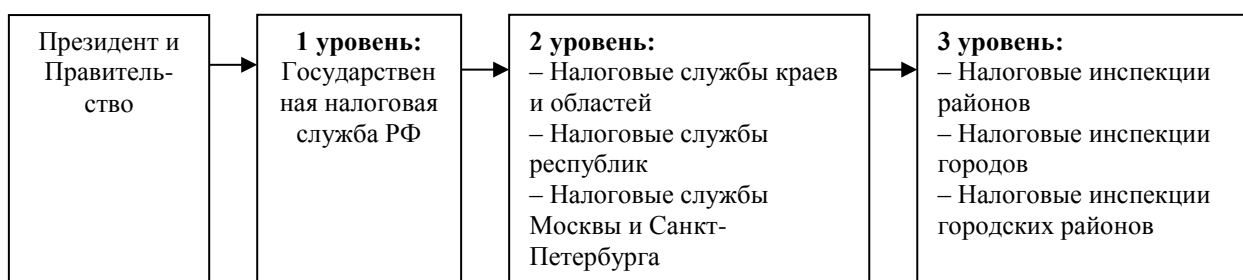 Президент и
Правитель-
ство
1 уровень:
Государствен
ная налоговая
служба РФ
2 уровень:
– Налоговые службы краев
и областей
– Налоговые службы
республик
– Налоговые службы
Москвы и Санкт-
Петербурга
3 уровень:
– Налоговые инспекции
районов
– Налоговые инспекции
городов
– Налоговые инспекции
городских районов